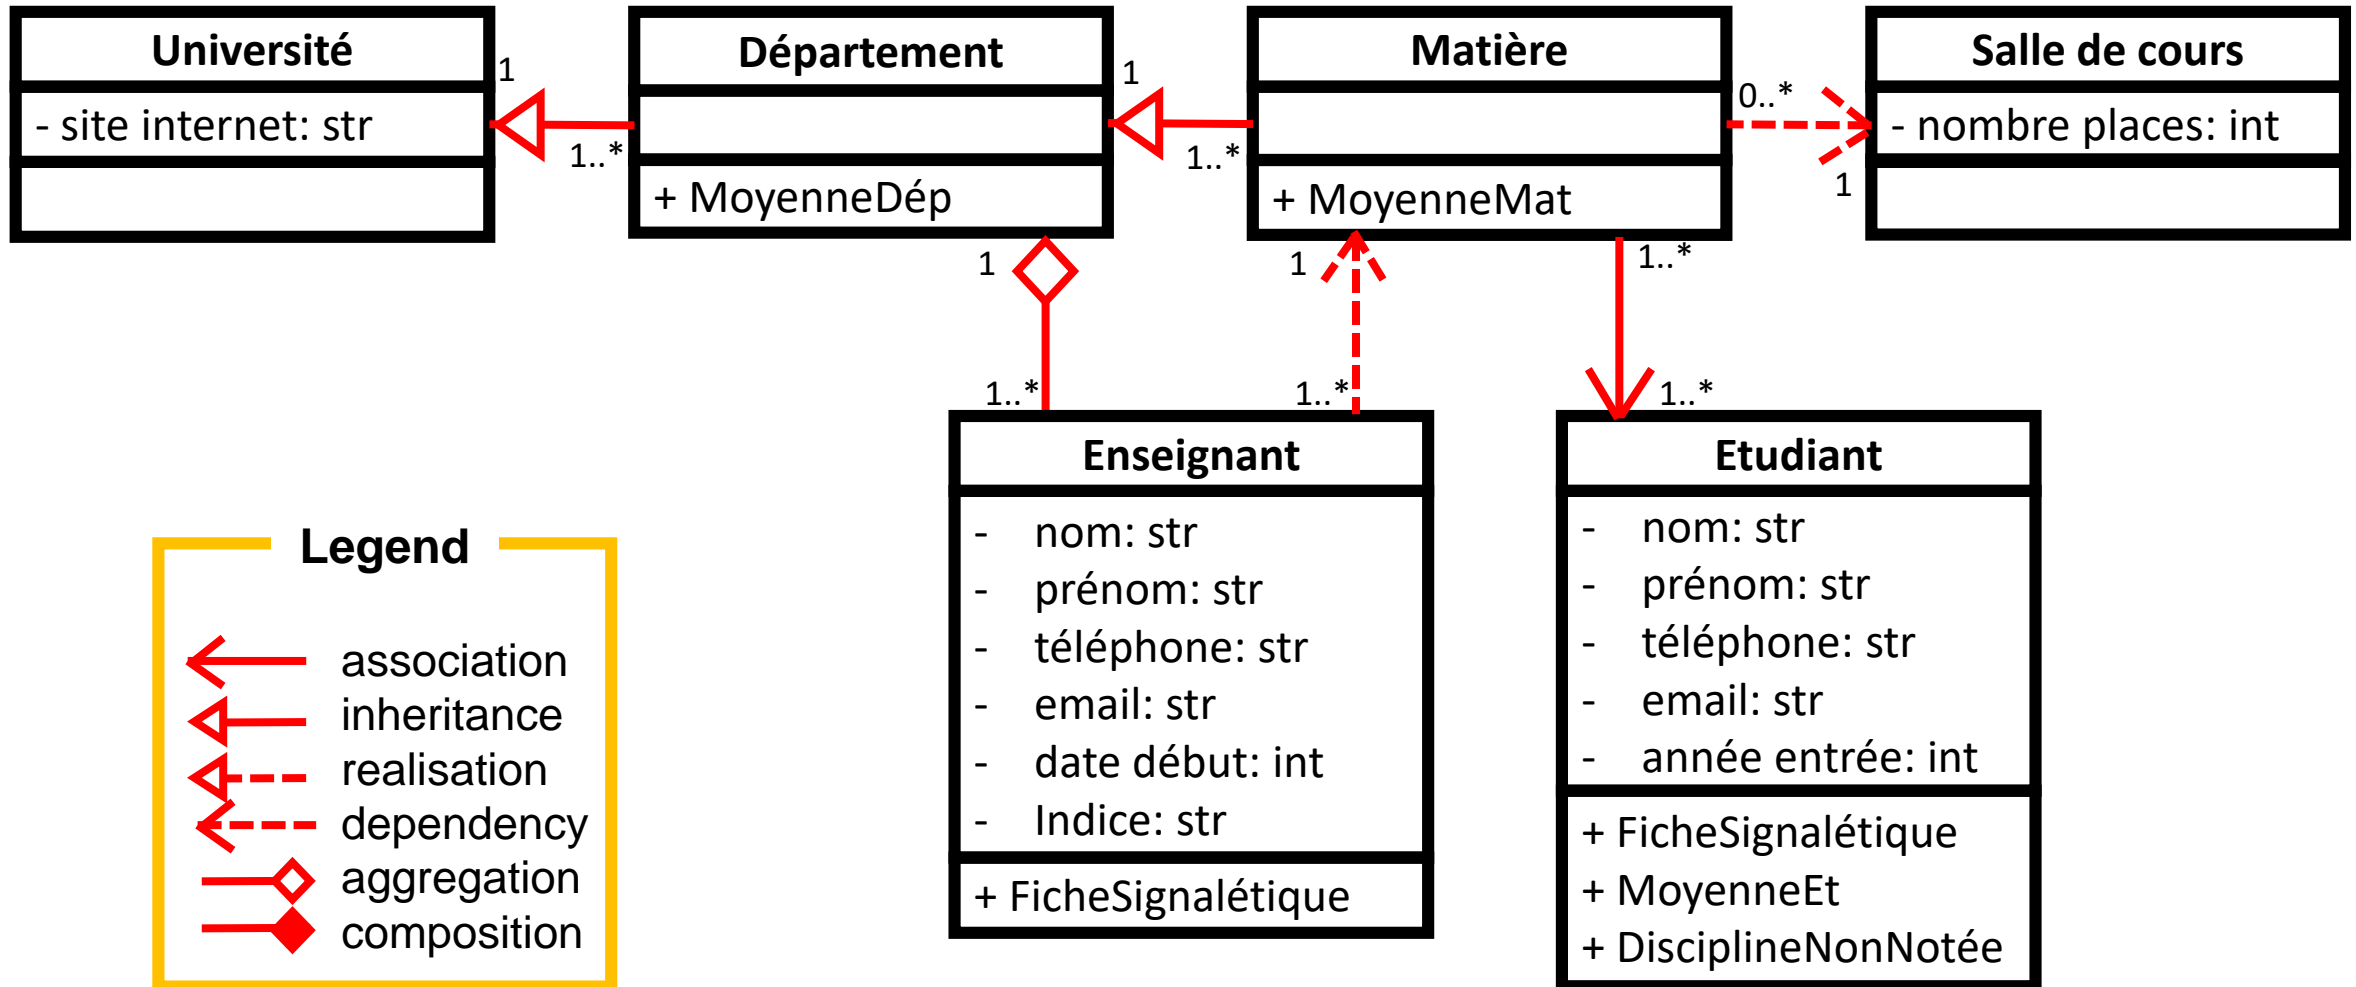 Université
- site internet: str
1
1..*
Département
+ MoyenneDép
1
1..*
Matière
+ MoyenneMat
0..*
1
Salle de cours
- nombre places: int
1
1..*
1
1..*
1..*
1..*
Enseignant
- nom: str
- prénom: str
- téléphone: str
- email: str
- date début: int
- Indice: str
+ FicheSignalétique
Etudiant
- nom: str
- prénom: str
- téléphone: str
- email: str
- année entrée: int
+ FicheSignalétique
+ MoyenneEt
+ DisciplineNonNotée
Legend
association
inheritance
realisation
dependency
aggregation
composition